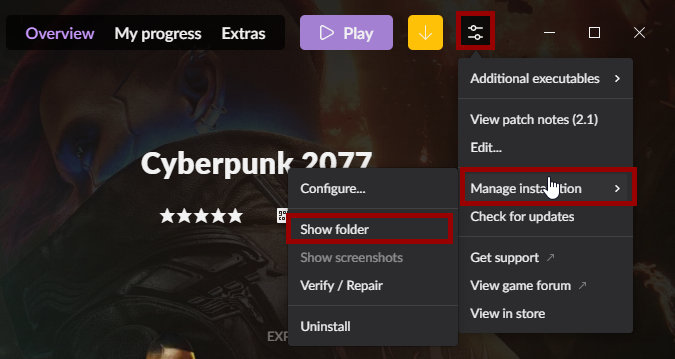 Overview My progress Extras Play
Additional executables
View patch notes (2.1)
Edit...
Cyberpunk 2077
Configure...
Manage installation
Show folder
Check for updates
Show screenshots
Get support
Verify / Repair
View game forum
Uninstall
View in store